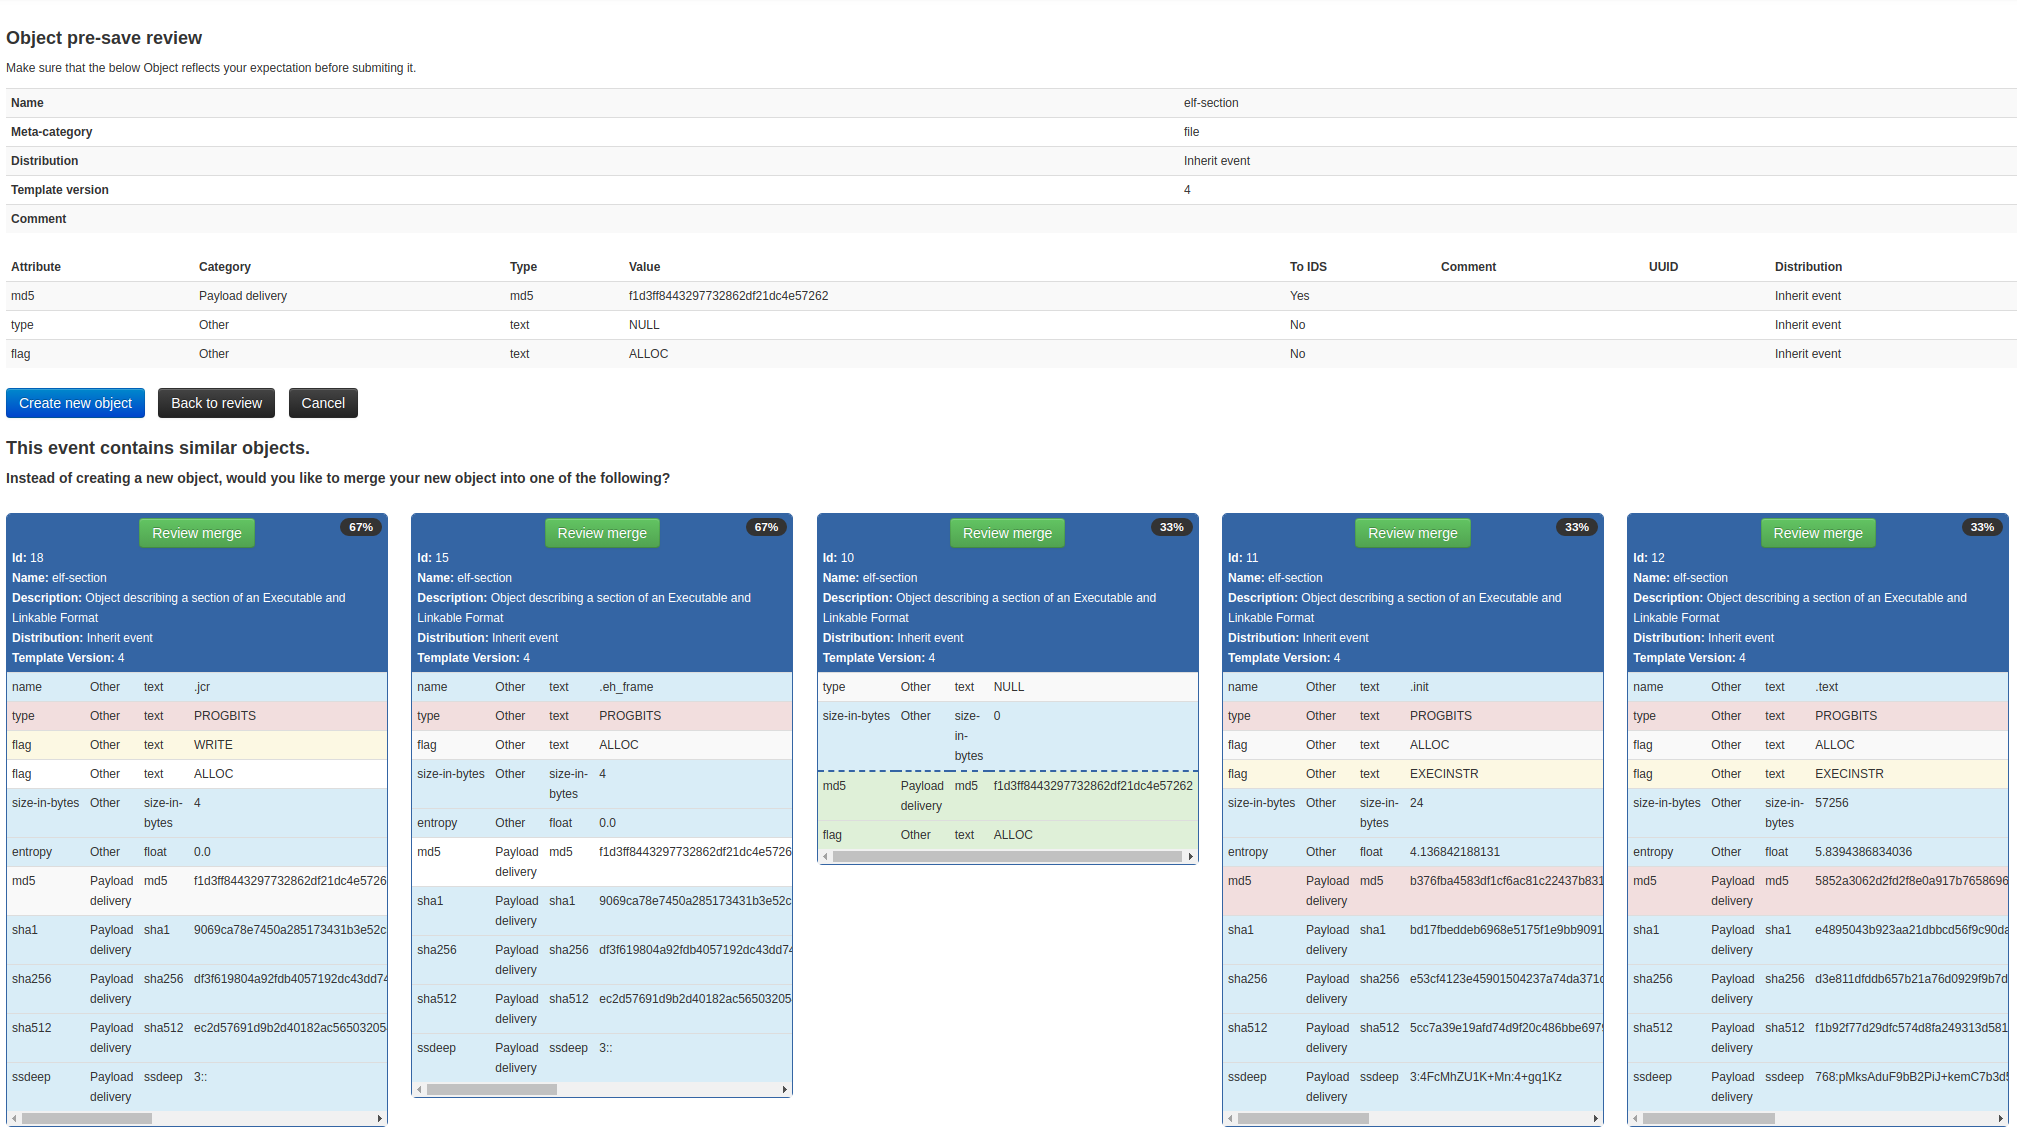 Object pre-save review
Make sure that the below Object reflects your expectation before submiting it.
Name elf-section
Meta-category file
Distribution Inherit event
Template version 4
Comment
Attribute Category Type Value To IDS Comment UUID Distribution
md5 Payload delivery md5 f1d3ff8443297732862df21dc4e57262 Yes Inherit event
type Other text NULL No Inherit event
flag Other text ALLOC No Inherit event
Create new object Back to review Cancel
This event contains similar objects.
Instead of creating a new object, would you like to merge your new object into one of the following?
Review merge 67%
Id: 18
Name: elf-section
Description: Object describing a section of an Executable and
Linkable Format
Distribution: Inherit event
Template Version: 4
name Other text .jcr
type Other text PROGBITS
flag Other text WRITE
flag Other text ALLOC
size-in-bytes Other size-in-
bytes 4
entropy Other float 0.0
md5 Payload md5 f1d3ff8443297732862df21dc4e5726
delivery
sha1 Payload sha1 9069ca78e7450a285173431b3e52c
delivery
sha256 Payload sha256 df3f619804a92fdb4057192dc43dd74
delivery
sha512 Payload sha512 ec2d57691d9b2d40182ac56503205
delivery
ssdeep Payload ssdeep 3::
delivery
Review merge 67%
Id: 15
Name: elf-section
Description: Object describing a section of an Executable and
Linkable Format
Distribution: Inherit event
Template Version: 4
name Other text .eh_frame
type Other text PROGBITS
flag Other text ALLOC
size-in-bytes Other size-in- 4
bytes
entropy Other float 0.0
md5 Payload md5 f1d3ff8443297732862df21dc4e5726
delivery
sha1 Payload sha1 9069ca78e7450a285173431b3e52c
delivery
sha256 Payload sha256 df3f619804a92fdb4057192dc43dd74
delivery
sha512 Payload sha512 ec2d57691d9b2d40182ac56503205
delivery
ssdeep Payload ssdeep 3::
delivery
Review merge 33%
Id: 10
Name: elf-section
Description: Object describing a section of an Executable and
Linkable Format
Distribution: Inherit event
Template Version: 4
type Other text NULL
size-in-bytes Other size- 0
in-
bytes
md5 Payload md5 f1d3ff8443297732862df21dc4e57262
delivery
flag Other text ALLOC
Review merge 33%
Id: 11
Name: elf-section
Description: Object describing a section of an Executable and
Linkable Format
Distribution: Inherit event
Template Version: 4
name Other text .init
type Other text PROGBITS
flag Other text ALLOC
flag Other text EXECINSTR
size-in-bytes Other size-in- 24
bytes
entropy Other float 4.136842188131
md5 Payload md5 b376fba4583df1cf6ac81c22437b831
delivery
sha1 Payload sha1 bd17fbeddeb6968e5175f1e9bb9091
delivery
sha256 Payload sha256 e53cf4123e45901504237a74da371c
delivery
sha512 Payload sha512 5cc7a39e19afd74d9f20c486bbe6979
delivery
ssdeep Payload ssdeep 3:4FcMhZU1K+Mn:4+gq1Kz
delivery
Review merge 33%
Id: 12
Name: elf-section
Description: Object describing a section of an Executable and
Linkable Format
Distribution: Inherit event
Template Version: 4
name Other text .text
type Other text PROGBITS
flag Other text ALLOC
flag Other text EXECINSTR
size-in-bytes Other size-in- 57256
bytes
entropy Other float 5.8394386834036
md5 Payload md5 5852a3062d2fd2f8e0a917b7658696
delivery
sha1 Payload sha1 e4895043b923aa21dbbcd56f9c90da
delivery
sha256 Payload sha256 d3e811dfddb657b21a76d0929f9b7d
delivery
sha512 Payload sha512 f1b92f77d29dfc574d8fa249313d581
delivery
ssdeep Payload ssdeep 768:pMksAduF9bB2PiJ+kemC7b3d5
delivery